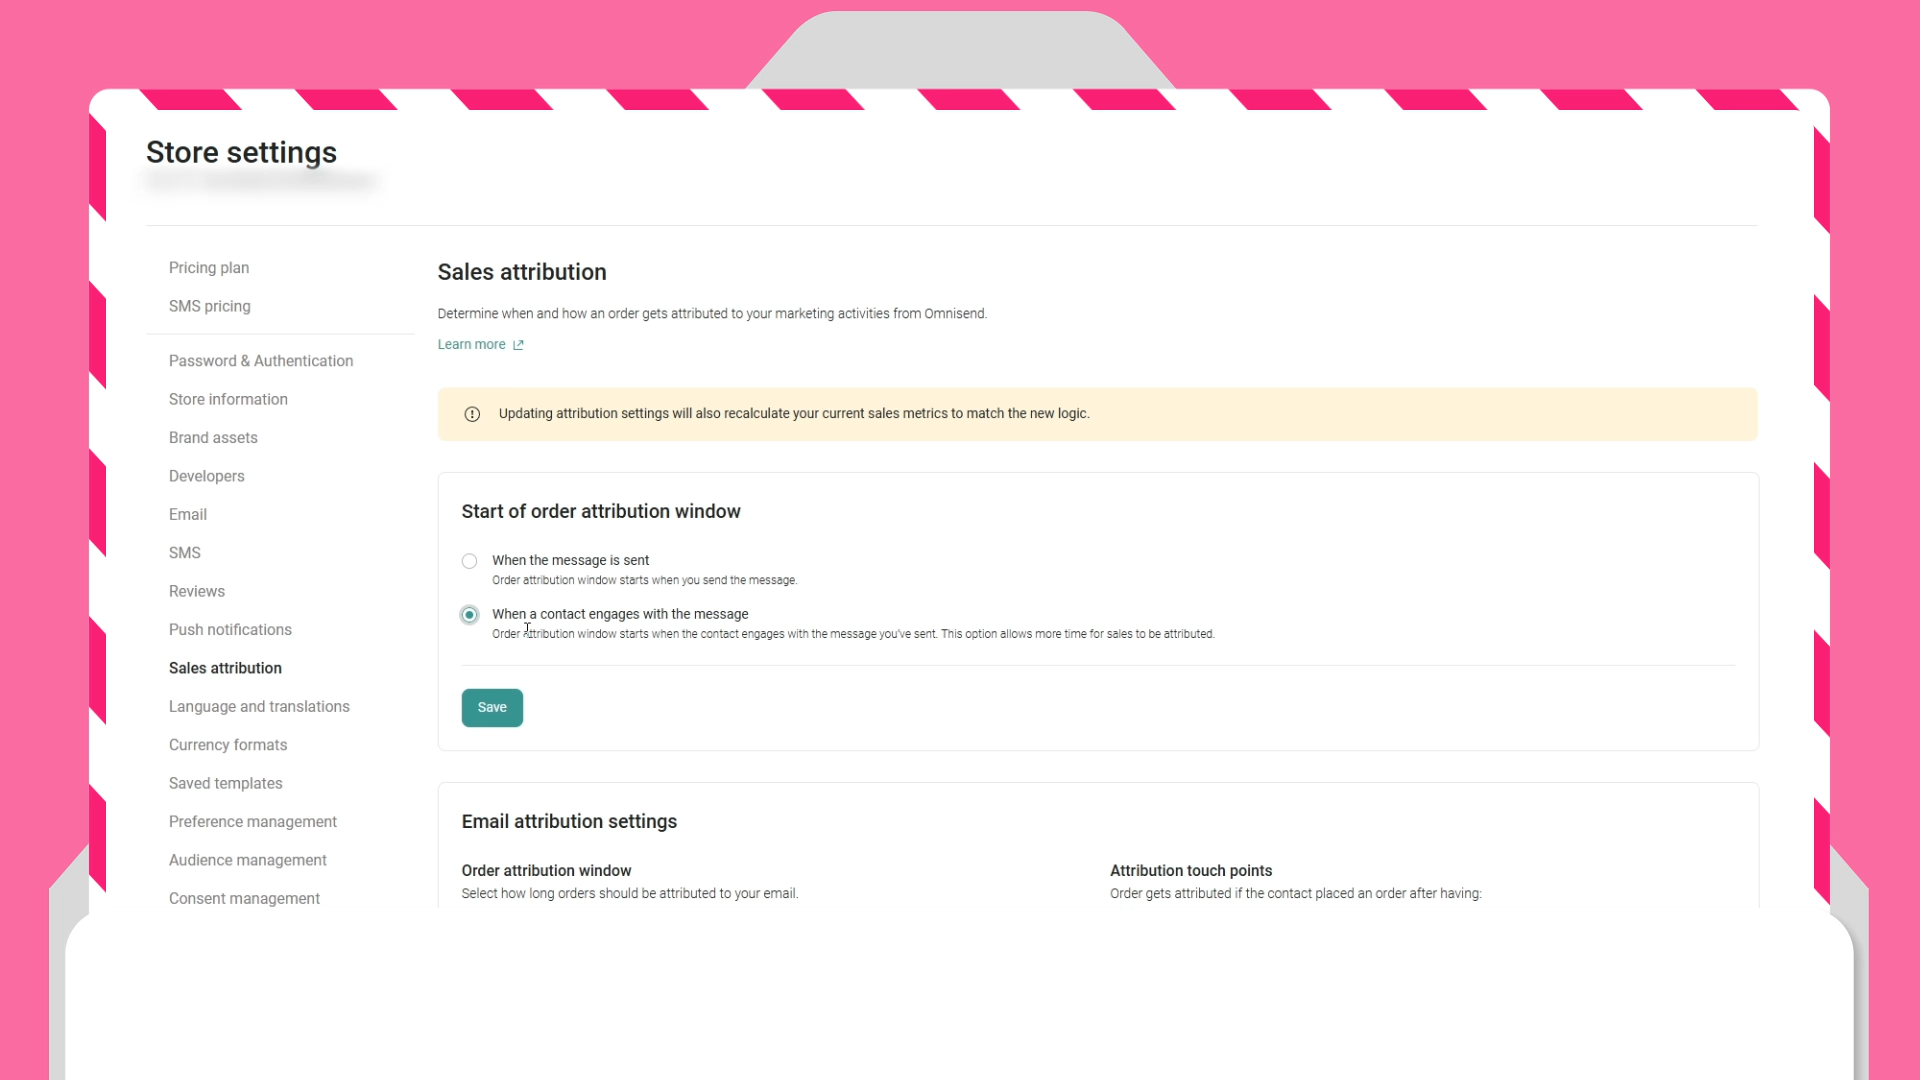 Store settings
Pricing plan
SMS pricing
Password & Authentication
Store information
Brand assets
Developers
Email
SMS
Reviews
Push notifications
Sales attribution
Language and translations
Currency formats
Saved templates
Preference management
Audience management
Consent management
Sales attribution
Determine when and how an order gets attributed to your marketing activities from Omnisend.
Learn more
Updating attribution settings will also recalculate your current sales metrics to match the new logic.
Start of order attribution window
When the message is sent
Order attribution window starts when you send the message.
When a contact engages with the message
Order attribution window starts when the contact engages with the message you've sent. This option allows more time for sales to be attributed.
Save
Email attribution settings
Order attribution window
Select how long orders should be attributed to your email.
Attribution touch points
Order gets attributed if the contact placed an order after having: